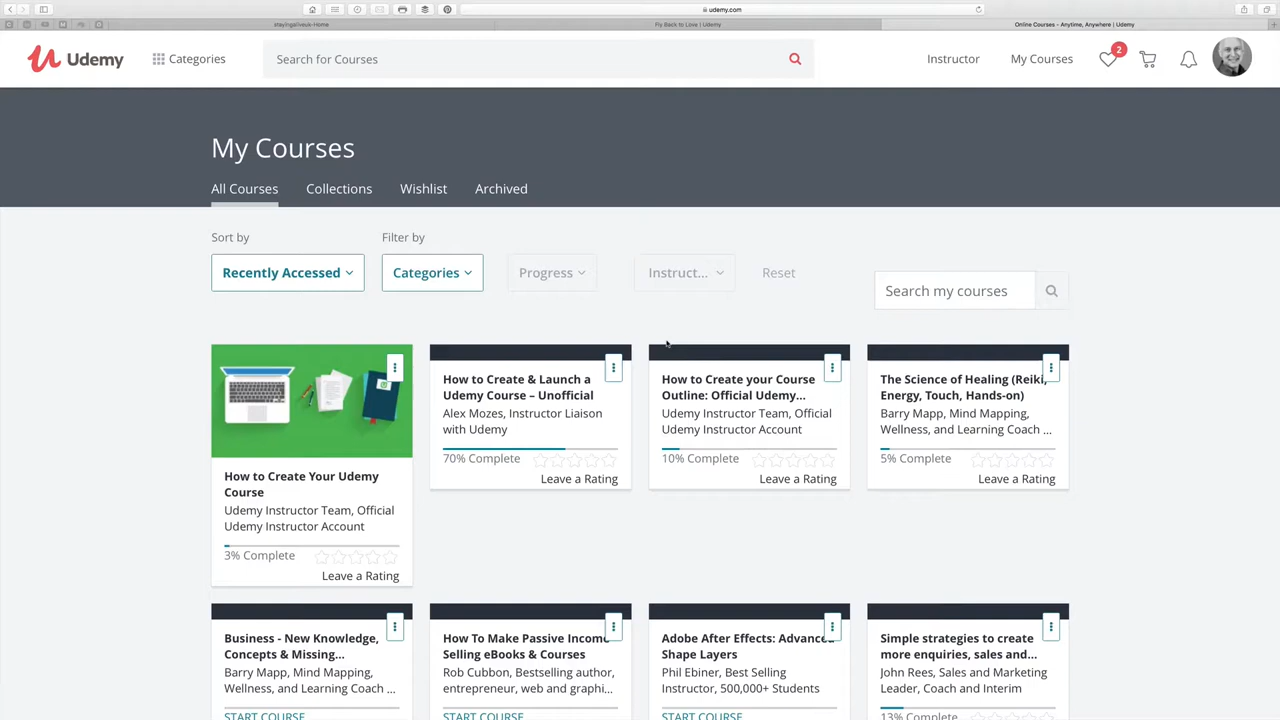 udemy.com
stayingaliveuk-Home
Fly Back to Love | Udemy
Online Courses - Anytime, Anywhere | Udemy
Udemy
Categories
Search for Courses
Instructor
My Courses
2
My Courses
All Courses
Collections
Wishlist
Archived
Sort by
Filter by
Recently Accessed
Categories
Progress
Instruct...
Reset
Search my courses
How to Create Your Udemy
Course
Udemy Instructor Team, Official
Udemy Instructor Account
3% Complete
Leave a Rating
How to Create & Launch a
Udemy Course – Unofficial
Alex Mozes, Instructor Liaison
with Udemy
70% Complete
Leave a Rating
How to Create your Course
Outline: Official Udemy...
Udemy Instructor Team, Official
Udemy Instructor Account
10% Complete
Leave a Rating
The Science of Healing (Reiki,
Energy, Touch, Hands-on)
Barry Mapp, Mind Mapping,
Wellness, and Learning Coach ...
5% Complete
Leave a Rating
Business - New Knowledge,
Concepts & Missing...
Barry Mapp, Mind Mapping,
Wellness, and Learning Coach ...
START COURSE
How To Make Passive Income
Selling eBooks & Courses
Rob Cubbon, Bestselling author,
entrepreneur, web and graphi...
START COURSE
Adobe After Effects: Advanced
Shape Layers
Phil Ebiner, Best Selling
Instructor, 500,000+ Students
START COURSE
Simple strategies to create
more enquiries, sales and...
John Rees, Sales and Marketing
Leader, Coach and Interim
13% Complete